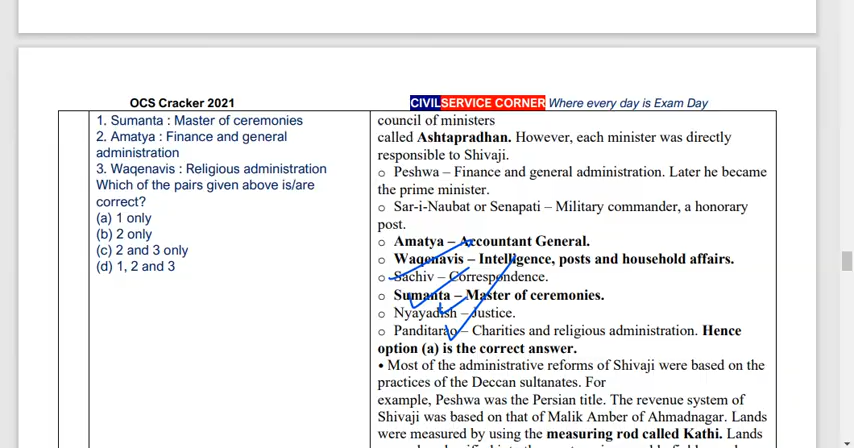 OCS Cracker 2021
CIVIL SERVICE CORNER Where every day is Exam Day
1. Sumanta : Master of ceremonies
2. Amatya : Finance and general
administration
3. Waqenavis : Religious administration
Which of the pairs given above is/are
correct?
(a) 1 only
(b) 2 only
(c) 2 and 3 only
(d) 1, 2 and 3
council of ministers
called Ashtapradhan. However, each minister was directly
responsible to Shivaji.
o Peshwa – Finance and general administration. Later he became
the prime minister.
o Sar-i-Naubat or Senapati – Military commander, a honorary
post.
o Amatya – Accountant General.
o Waqenavis – Intelligence, posts and household affairs.
o Sachiv – Correspondence.
o Sumanta – Master of ceremonies.
o Nyayadish – Justice.
o Panditarao – Charities and religious administration. Hence
option (a) is the correct answer.
• Most of the administrative reforms of Shivaji were based on the
practices of the Deccan sultanates. For
example, Peshwa was the Persian title. The revenue system of
Shivaji was based on that of Malik Amber of Ahmadnagar. Lands
were measured by using the measuring rod called Kathi. Lands